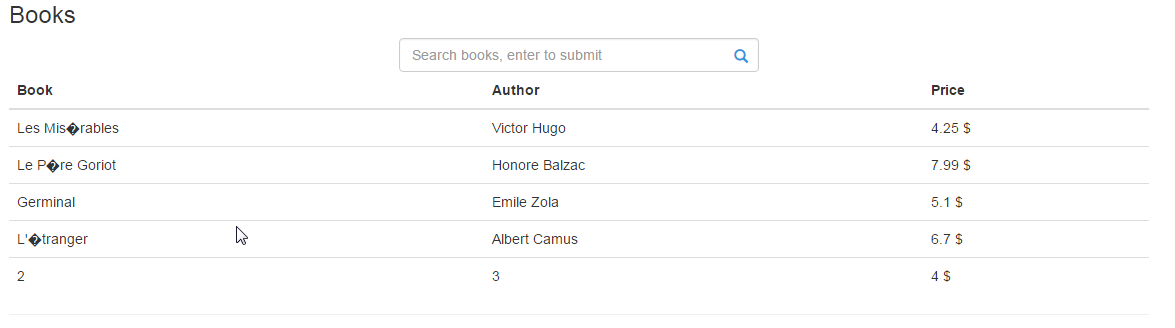 Books
Search books, enter to submit
Book Author Price
Les Mis�rables Victor Hugo 4.25 $
Le P�re Goriot Honore Balzac 7.99 $
Germinal Emile Zola 5.1 $
L'�tranger Albert Camus 6.7 $
2 3 4 $